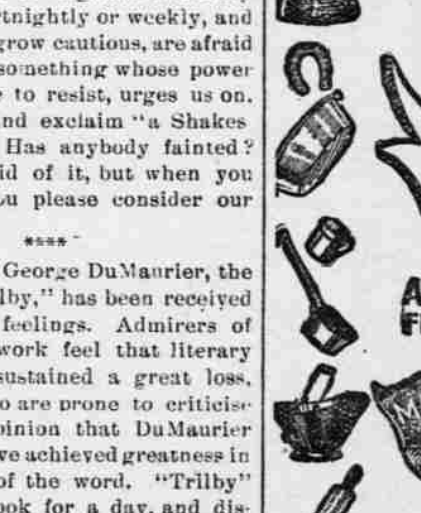 rtnightly or weekly, and
grow cautious, are afraid
something whose power
to resist, urges us on.
nd exclaim "a Shakes
Has anybody fainted?
id of it, but when you
Lu please consider our
****
George DuMaurier, the
lby," has been received
feelings. Admirers of
work feel that literary
sustained a great loss,
o are prone to criticise
pinion that DuMaurier
ve achieved greatness in
of the word. "Trilby"
ook for a day, and dis-
A
F
M